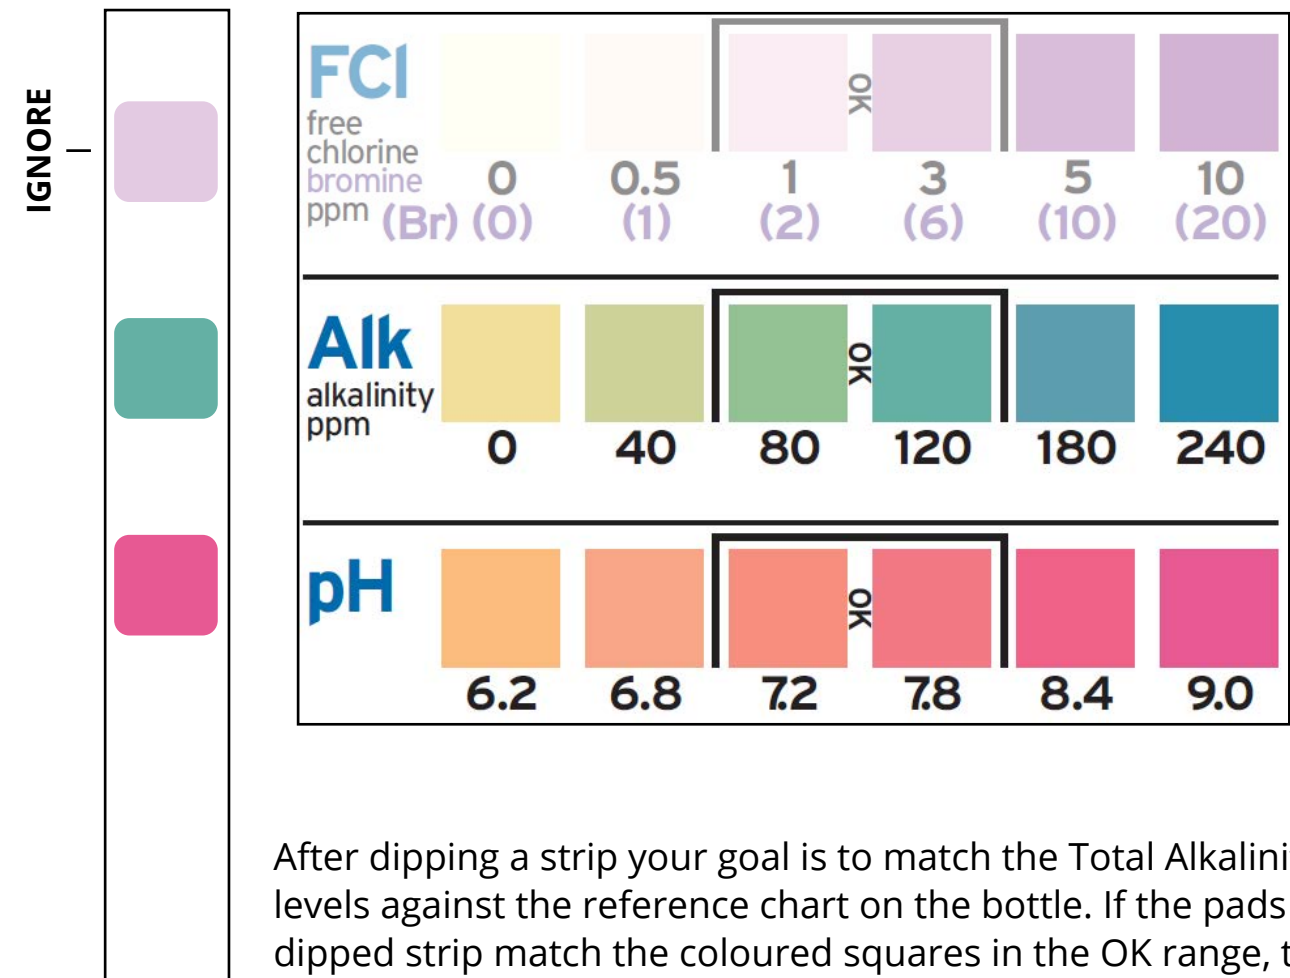 IGNORE
FCl
free
chlorine
bromine
ppm (Br)
OK
0 0.5 1 3 5 10
(0) (1) (2) (6) (10) (20)
Alk
alkalinity
ppm
OK
0 40 80 120 180 240
pH
OK
6.2 6.8 7.2 7.8 8.4 9.0
After dipping a strip your goal is to match the Total
levels against the reference chart on the bottle. If the pads
dipped strip match the coloured squares in the OK range,